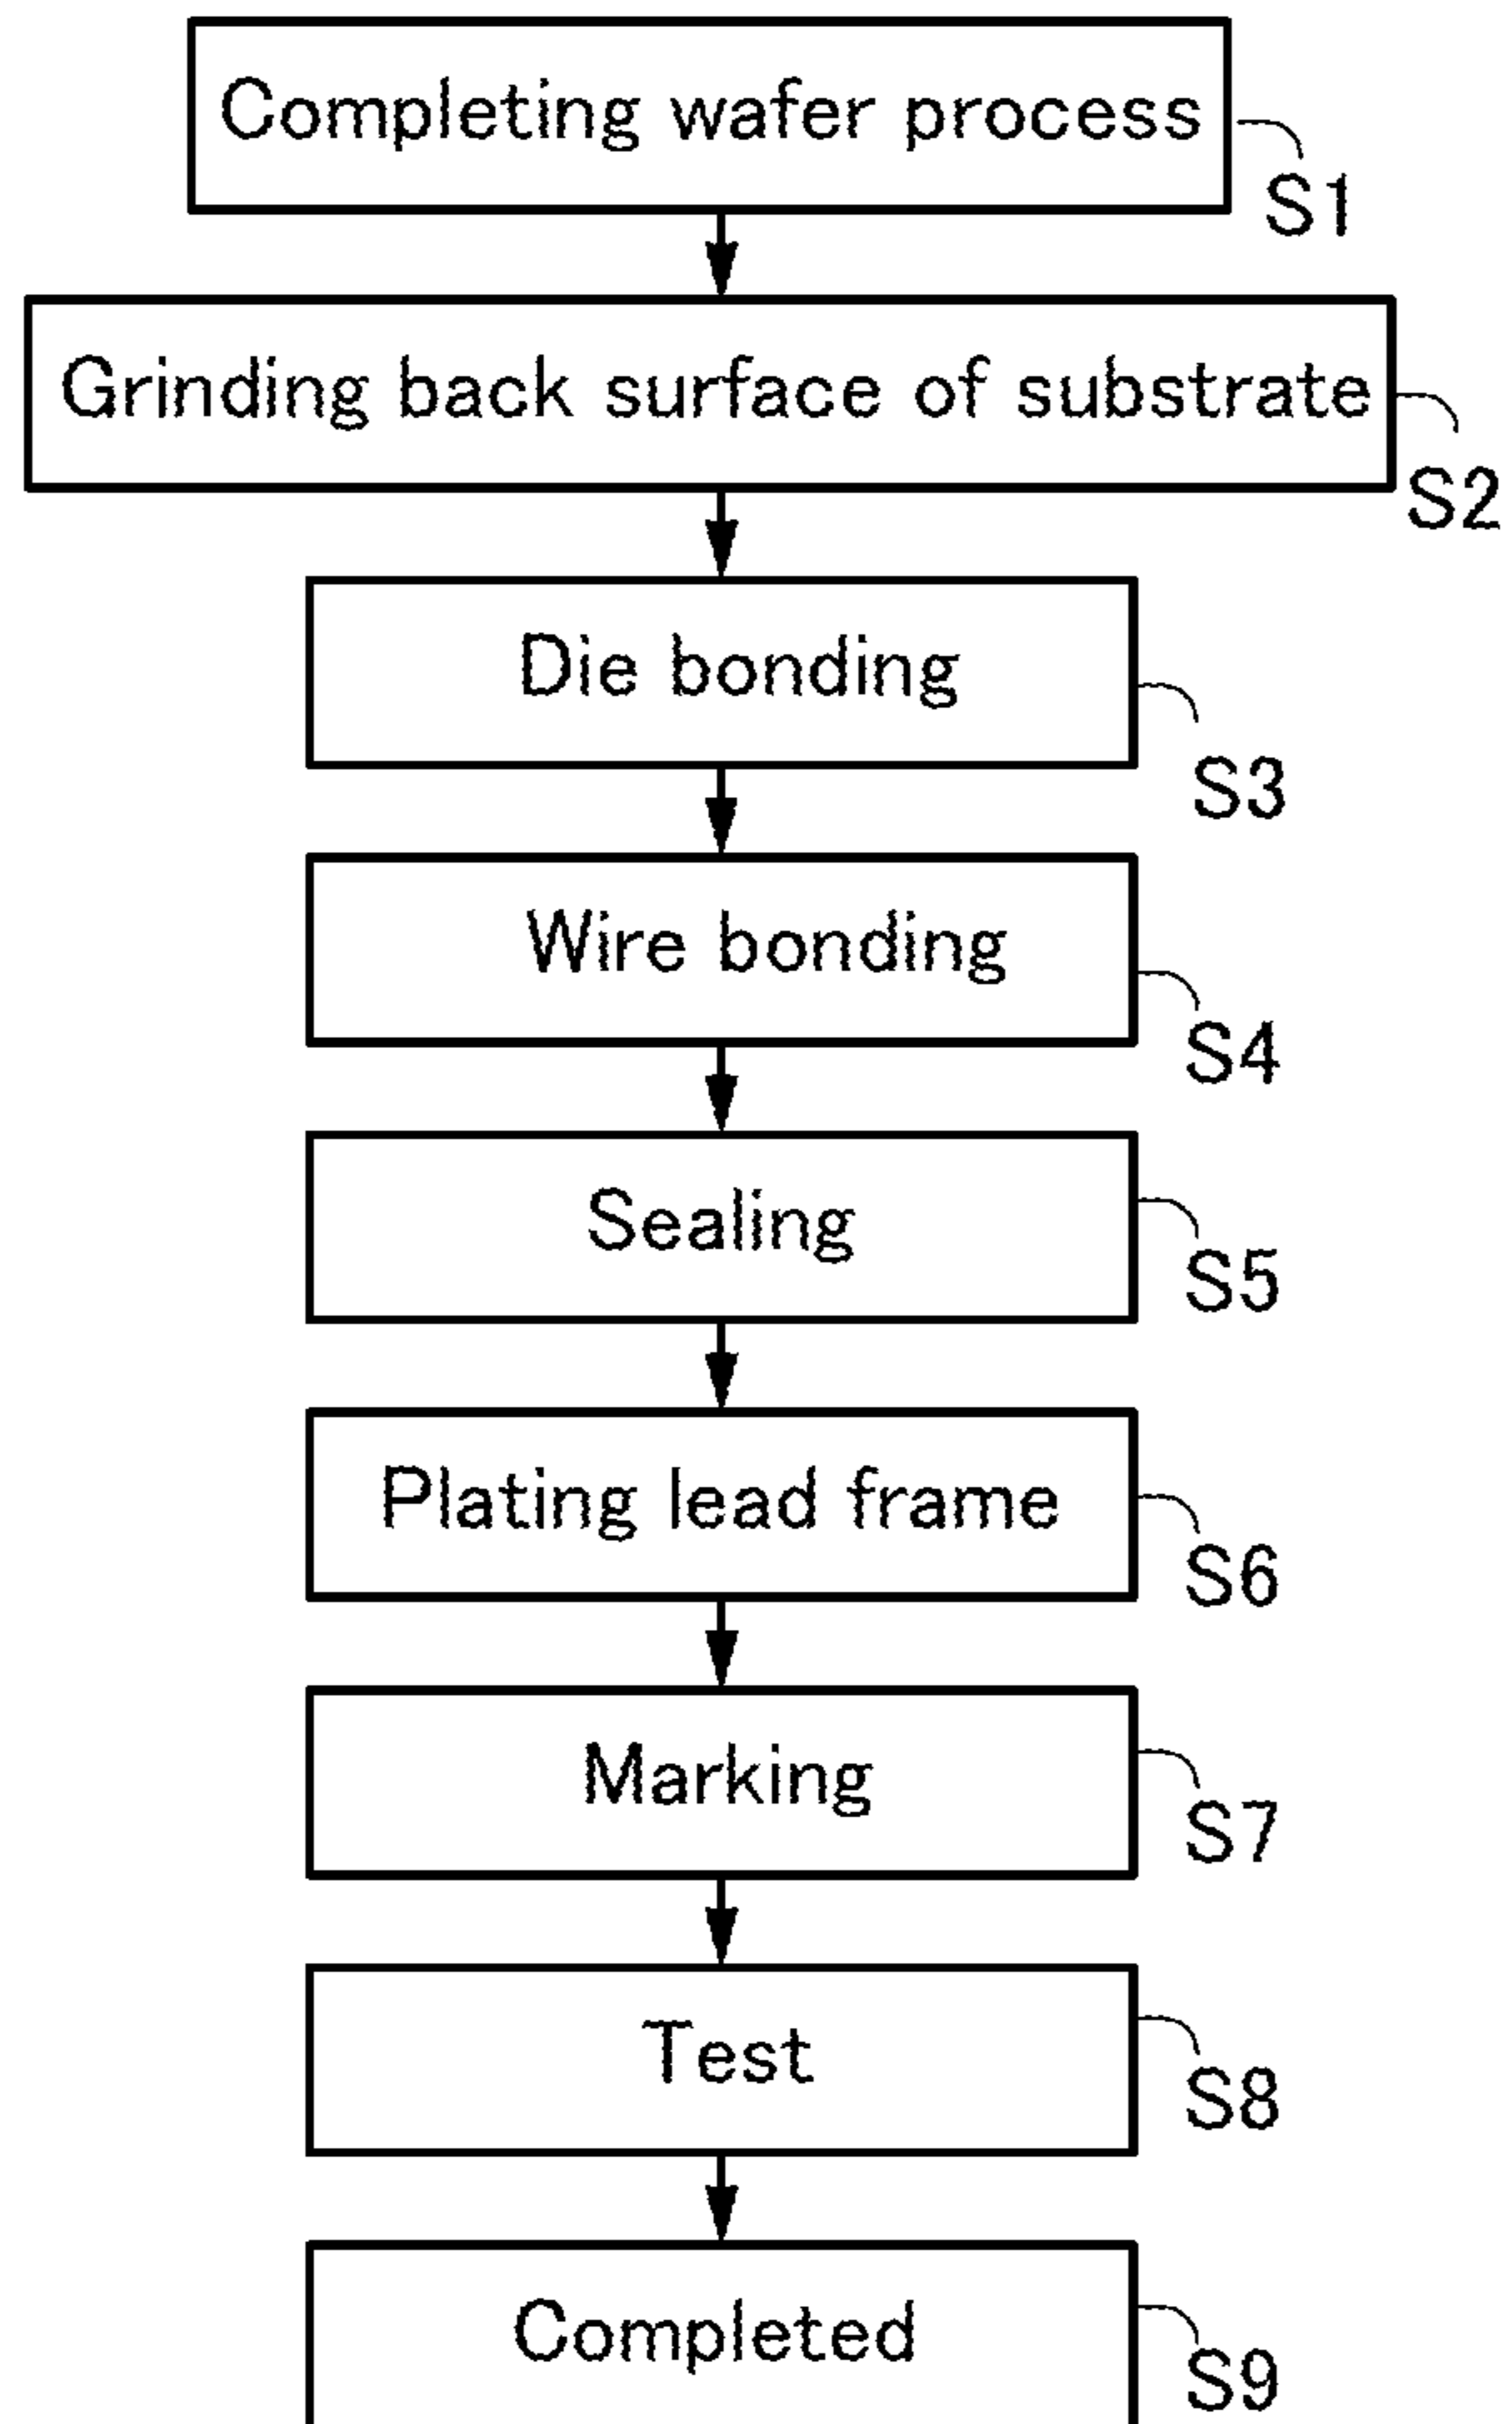 Completing wafer process
S1
Grinding back surface of substrate
S2
Die bonding
S3
Wire bonding
S4
Sealing
S5
Plating lead frame
S6
Marking
S7
Test
S8
Completed
S9